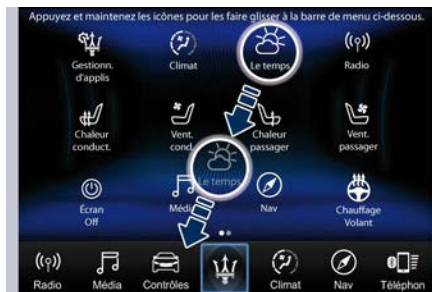 Appuyez et maintenez les icônes pour les faire glisser à la barre de menu ci-dessous.
Gestionn.
d'applis
Climat
Le temps
Radio
Chaleur
conduct.
Vent.
cond.
Chaleur
passager
Vent.
passager
Le temps
Écran
Off
Média
Nav
Chauffage
Volant
Radio
Média
Contrôles
Climat
Nav
Téléphon